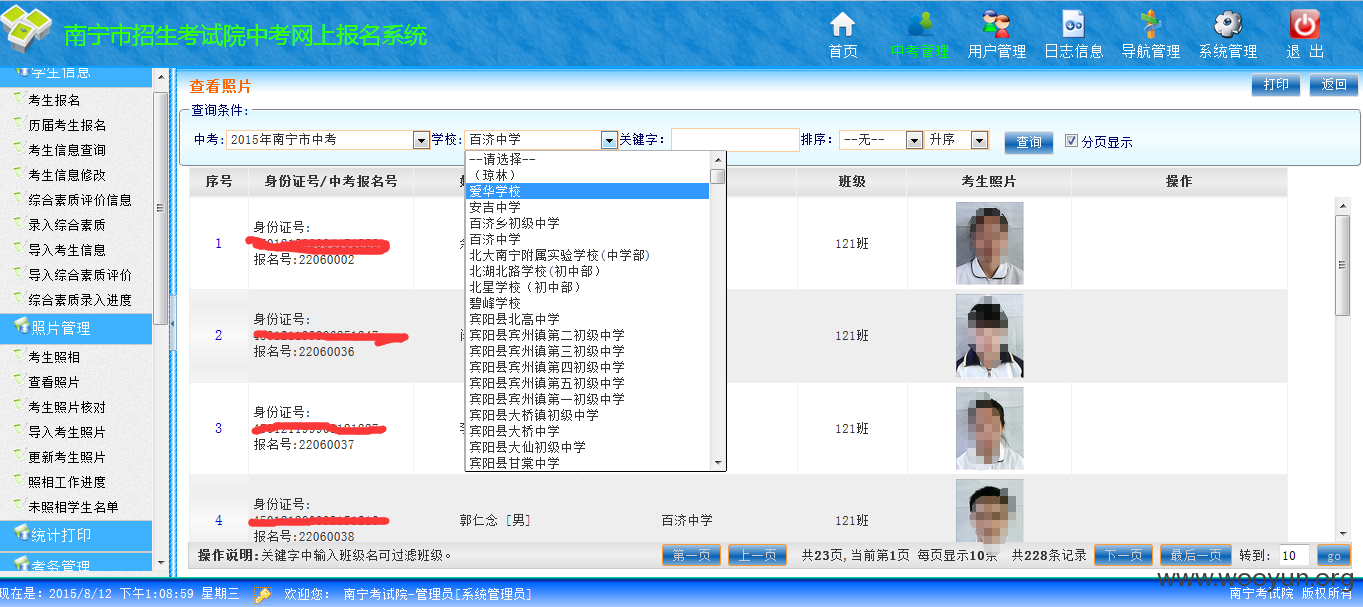 南宁市招生考试院中考网上报名系统
首页 中考管理 用户管理 日志信息 导航管理 系统管理 退 出
学生信息
考生报名
历届考生报名
考生信息查询
考生信息修改
综合素质评价信息
录入综合素质
导入考生信息
导入综合素质评价
综合素质录入进度
照片管理
考生照相
查看照片
考生照片核对
导入考生照片
更新考生照片
照相工作进度
未照相学生名单
统计打印
考务管理
查看照片 打印 返回
查询条件:
中考: 2015年南宁市中考 学校: 百济中学 关键字: 排序: --无-- 升序 查询 分页显示
--请选择--
(琼林)
爱华学校
安吉中学
百济乡初级中学
百济中学
北大南宁附属实验学校(中学部)
北湖北路学校(初中部)
北星学校(初中部)
碧峰学校
宾阳县北高中学
宾阳县宾州镇第二初级中学
宾阳县宾州镇第三初级中学
宾阳县宾州镇第四初级中学
宾阳县宾州镇第五初级中学
宾阳县宾州镇第一初级中学
宾阳县大桥镇初级中学
宾阳县大桥中学
宾阳县大仙初级中学
宾阳县甘棠中学
序号 身份证号/中考报名号 班级 考生照片 操作
1 身份证号: 报名号:22060002 121班
2 身份证号: 报名号:22060036 121班
3 身份证号: 报名号:22060037 121班
4 身份证号: 报名号:22060038 郭仁念 [男] 百济中学 121班
操作说明:关键字中输入班级名可过滤班级。 第一页 上一页 共23页,当前第1页 每页显示10条 共228条记录 下一页 最后一页 转到: 10 go
www.wooyun.org
现在是: 2015/8/12 下午1:08:59 星期三 欢迎您: 南宁考试院-管理员[系统管理员] 南宁考试院 版权所有